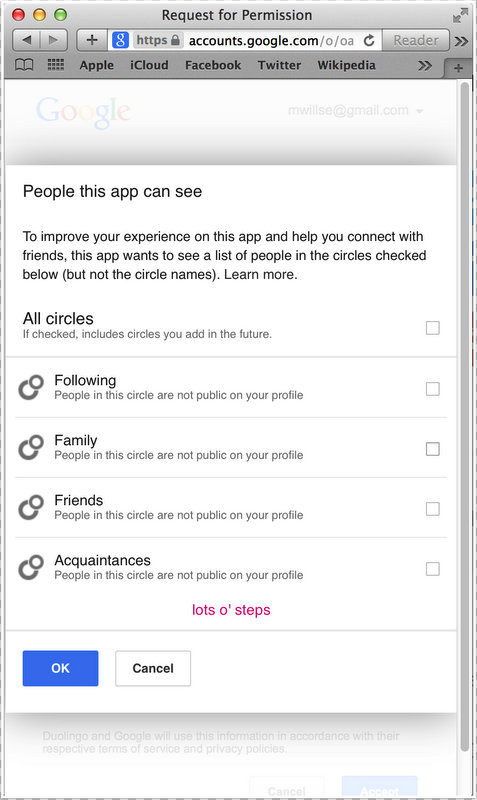 Request for Permission
https accounts.google.com/o/oa
Reader
Apple iCloud Facebook Twitter Wikipedia
Google
mwillse@gmail.com
People this app can see
To improve your experience on this app and help you connect with
friends, this app wants to see a list of people in the circles checked
below (but not the circle names). Learn more.
All circles
If checked, includes circles you add in the future.
Following
People in this circle are not public on your profile
Family
People in this circle are not public on your profile
Friends
People in this circle are not public on your profile
Acquaintances
People in this circle are not public on your profile
lots o' steps
OK Cancel
Duolingo and Google will use this information in accordance with their
respective terms of service and privacy policies.
Cancel Accept